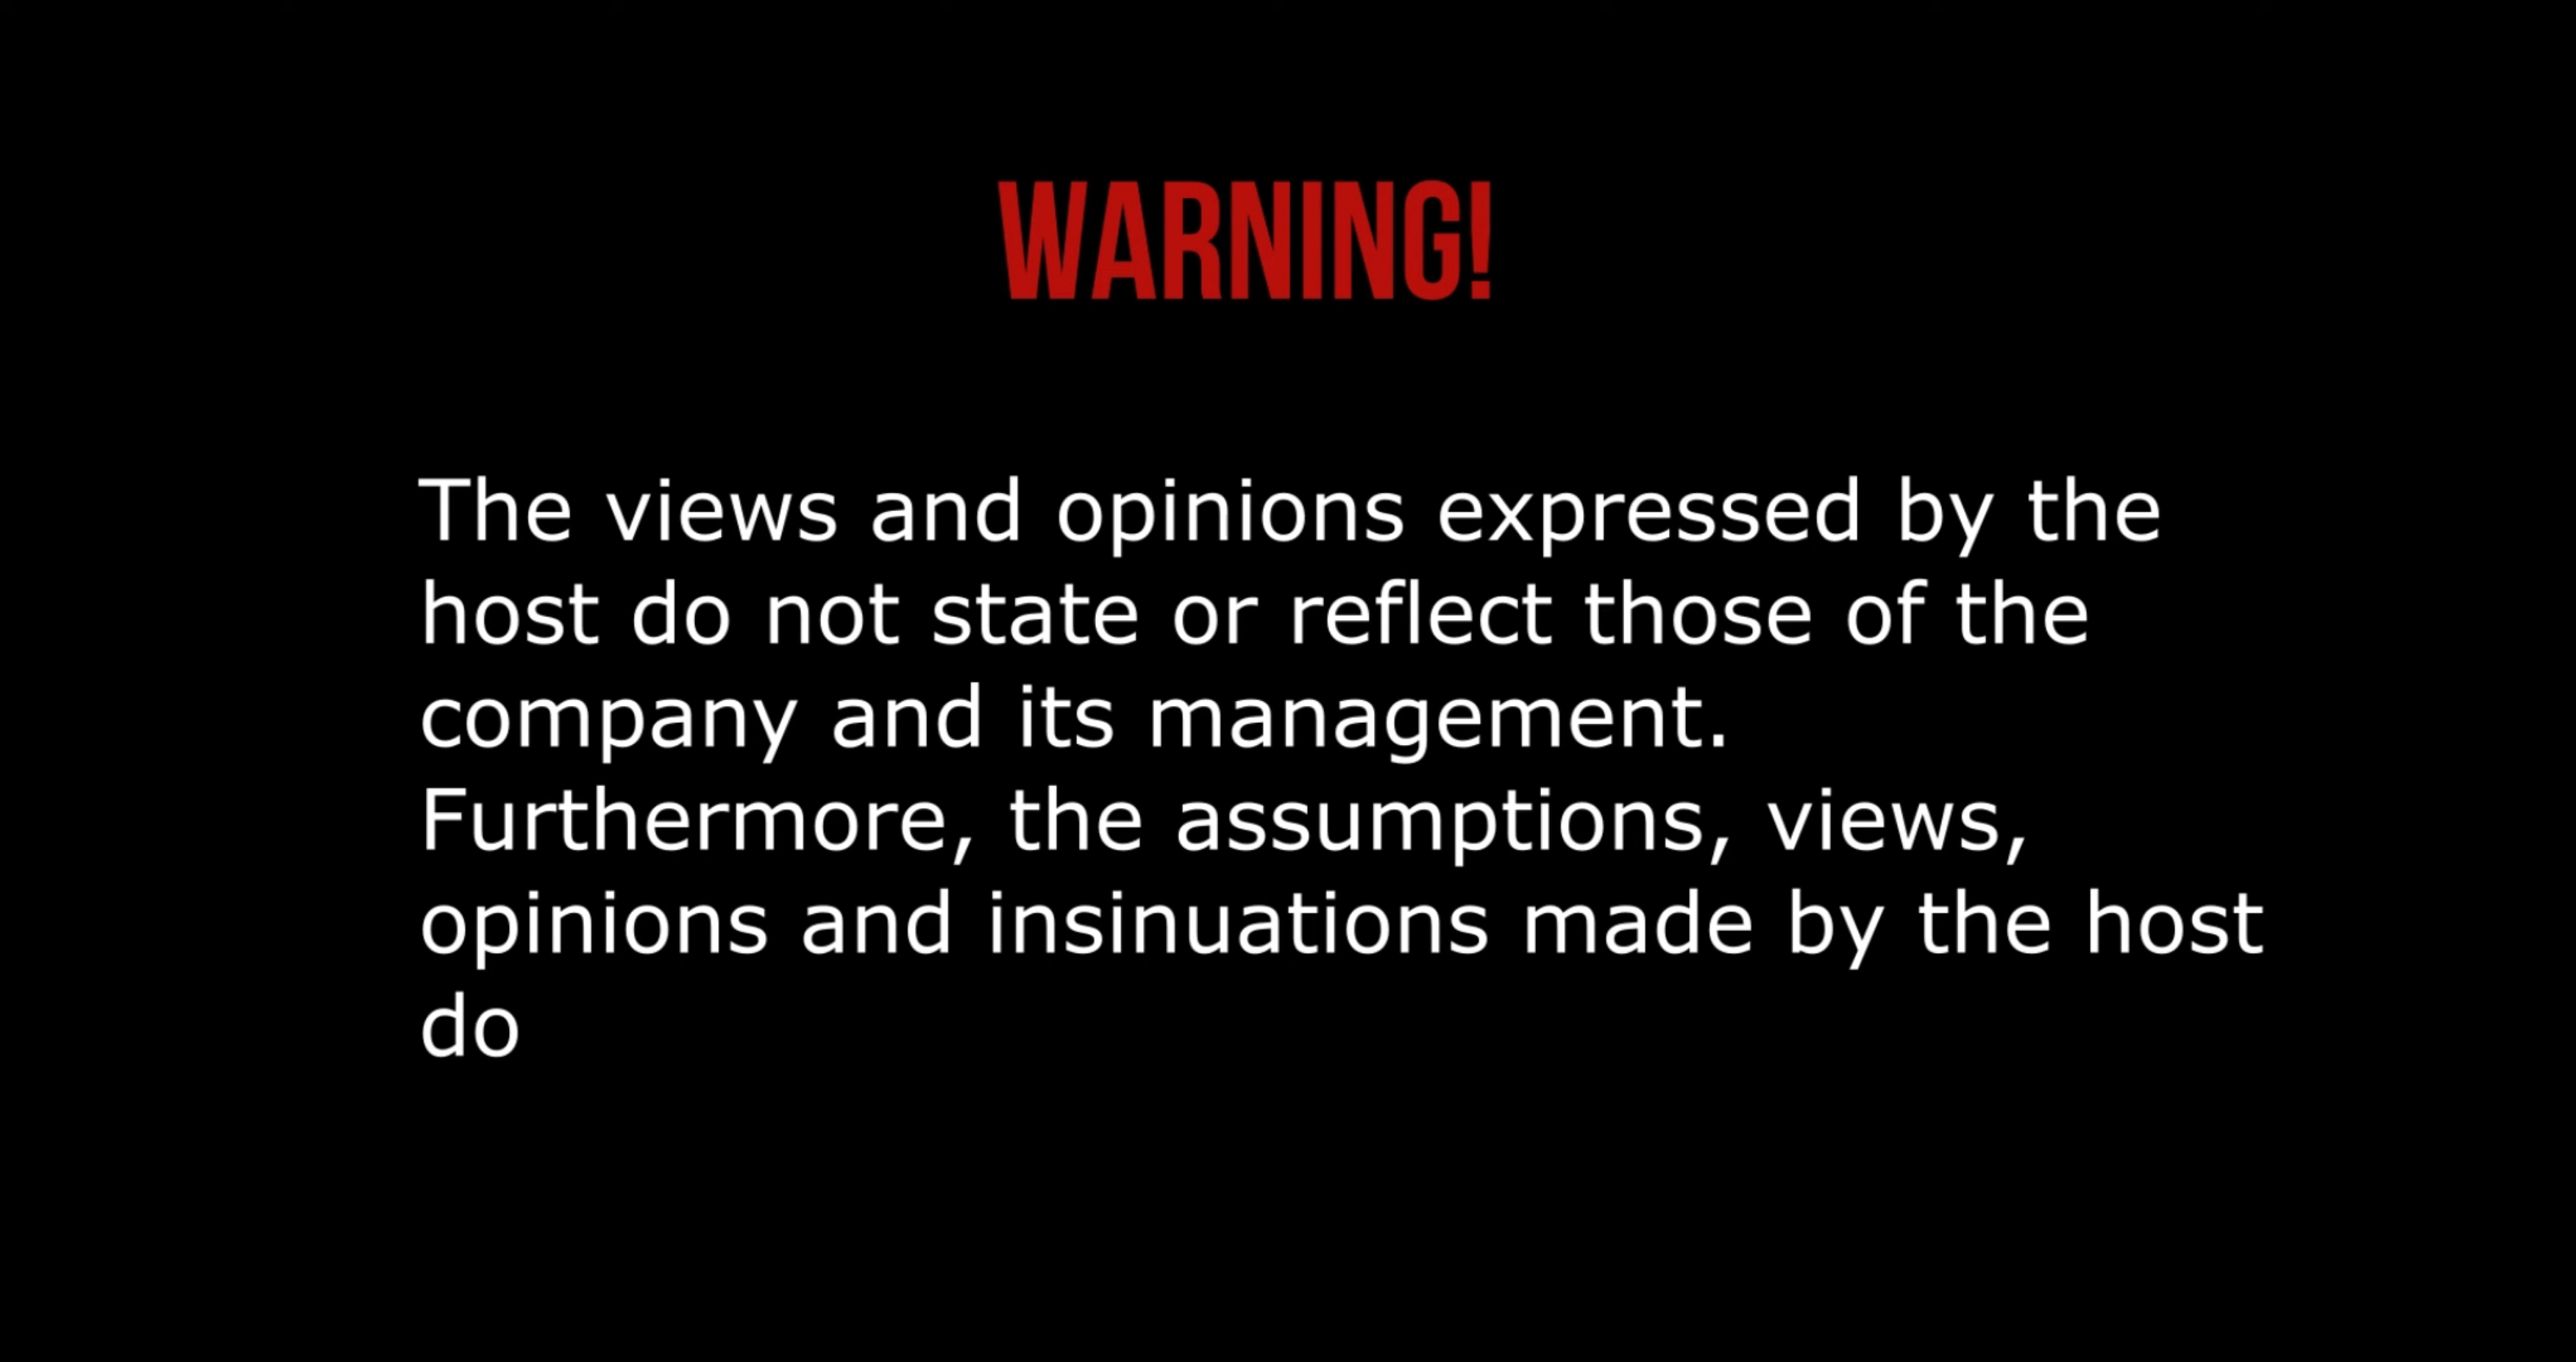 WARNING!
The views and opinions expressed by the
host do not state or reflect those of the
company and its management.
Furthermore, the assumptions, views,
opinions and insinuations made by the host
do